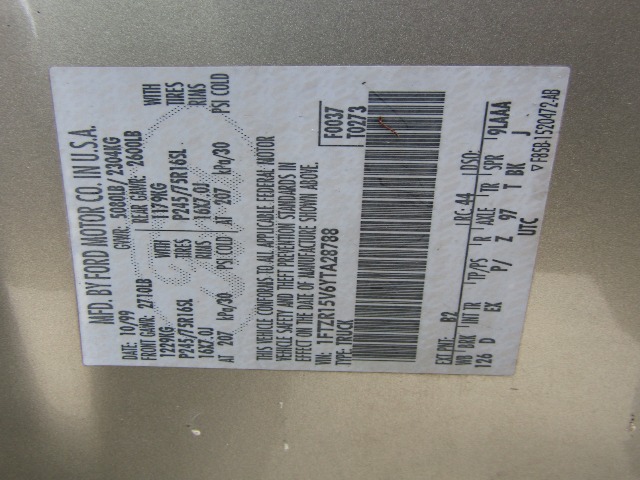 MFD. BY FORD MOTOR CO. IN U.S.A.
DATE: 10/99 GVWR: 5080LB/2304KG
FRONT GAWR: 2710LB REAR GAWR: 2600LB WITH
1229KG 1179KG WITH TIRES
P245/75R16SL TIRES P245/75R16SL RIMS
16X7.0J RIMS 16X7.0J PSI COLD
AT 207 kPa/30 PSI COLD AT 207 kPa/30
THIS VEHICLE CONFORMS TO ALL APPLICABLE FEDERAL MOTOR
VEHICLE SAFETY AND THEFT PREVENTION STANDARDS IN
EFFECT ON THE DATE OF MANUFACTURE SHOWN ABOVE.
VIN: 1FTZR15V6YTA28788 F0037
TYPE: TRUCK T0273
EXT PNT: B2 RC: 44 DSO:
WB BRK INT TR TP/PS R AXLE TR SPR 9LAAA
126 D EX P/ Z 97 T BK J
UTC ▽F85B-1520472-AB